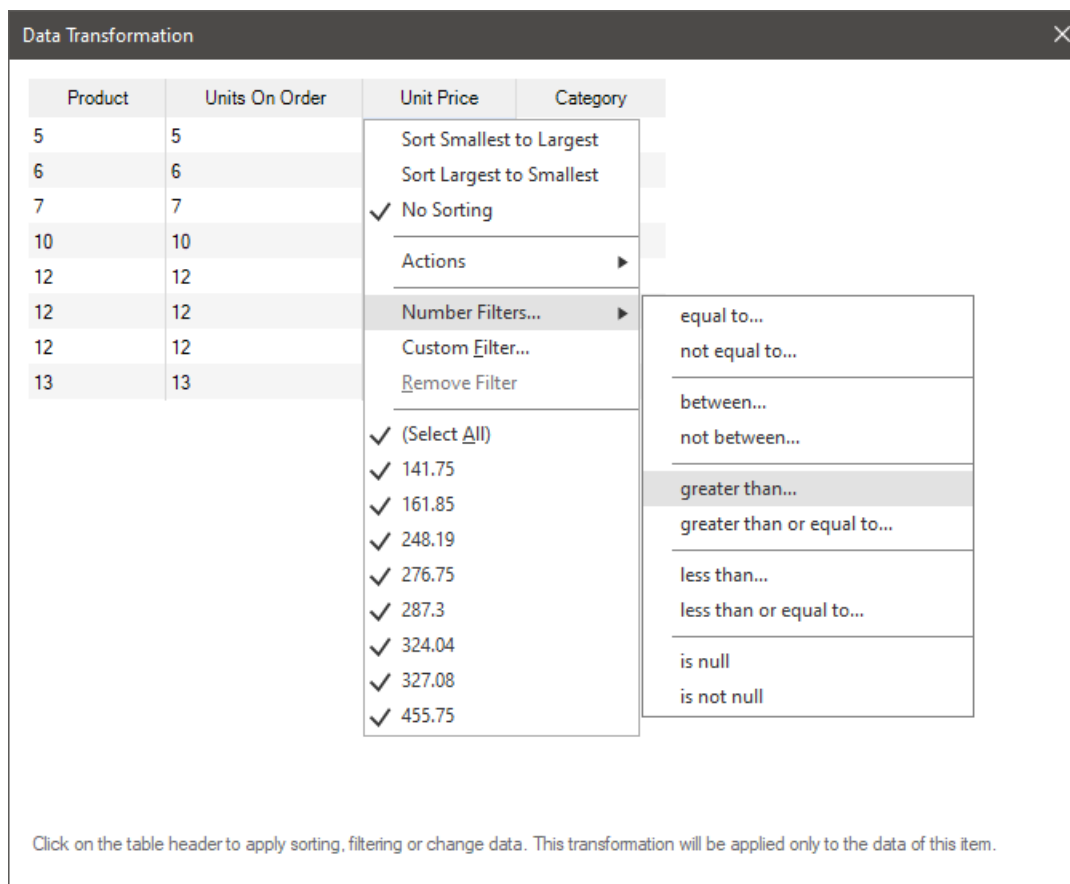 Data Transformation
Product Units On Order Unit Price Category
5 5
6 6
7 7
10 10
12 12
12 12
12 12
13 13
Sort Smallest to Largest
Sort Largest to Smallest
No Sorting
Actions
Number Filters...
Custom Filter...
Remove Filter
(Select All)
141.75
161.85
248.19
276.75
287.3
324.04
327.08
455.75
equal to...
not equal to...
between...
not between...
greater than...
greater than or equal to...
less than...
less than or equal to...
is null
is not null
Click on the table header to apply sorting, filtering or change data. This transformation will be applied only to the data of this item.